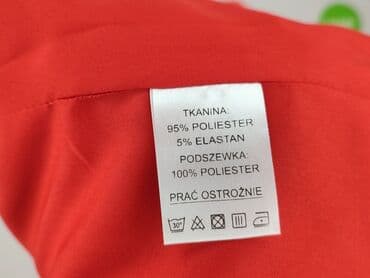 TKANINA:
95% POLIESTER
5% ELASTAN
PODSZEWKA:
100% POLIESTER
PRAĆ OSTROŻNIE
30°